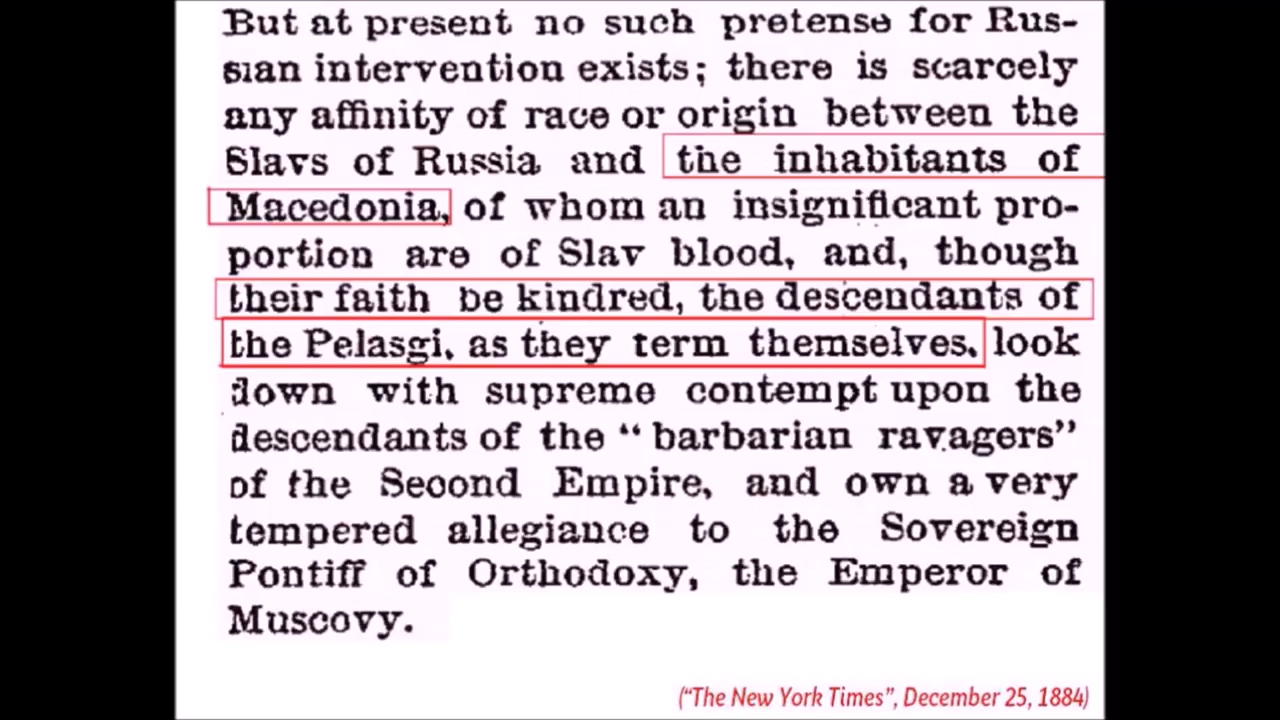 But at present no such pretense for Rus-
sian intervention exists; there is scarcely
any affinity of race or origin between the
Slavs of Russia and the inhabitants of
Macedonia, of whom an insignificant pro-
portion are of Slav blood, and, though
their faith be kindred, the descendants of
the Pelasgi, as they term themselves, look
down with supreme contempt upon the
descendants of the “barbarian ravagers”
of the Second Empire, and own a very
tempered allegiance to the Sovereign
Pontiff of Orthodoxy, the Emperor of
Muscovy.
(“The New York Times”, December 25, 1884)